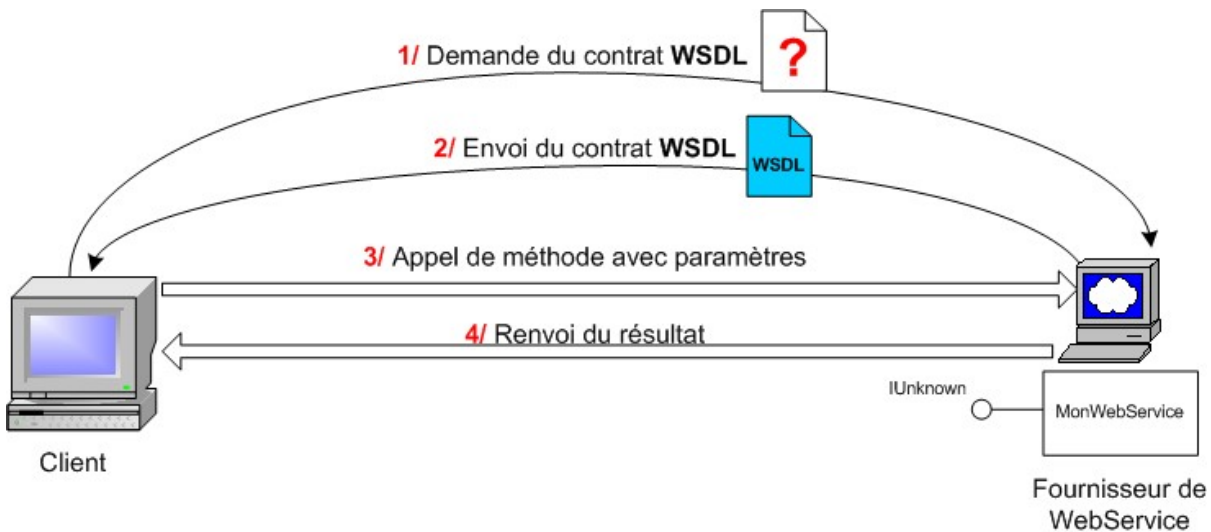 1/ Demande du contrat WSDL
?
2/ Envoi du contrat WSDL
WSDL
3/ Appel de méthode avec paramètres
4/ Renvoi du résultat
IUnknown
MonWebService
Client
Fournisseur de
WebService